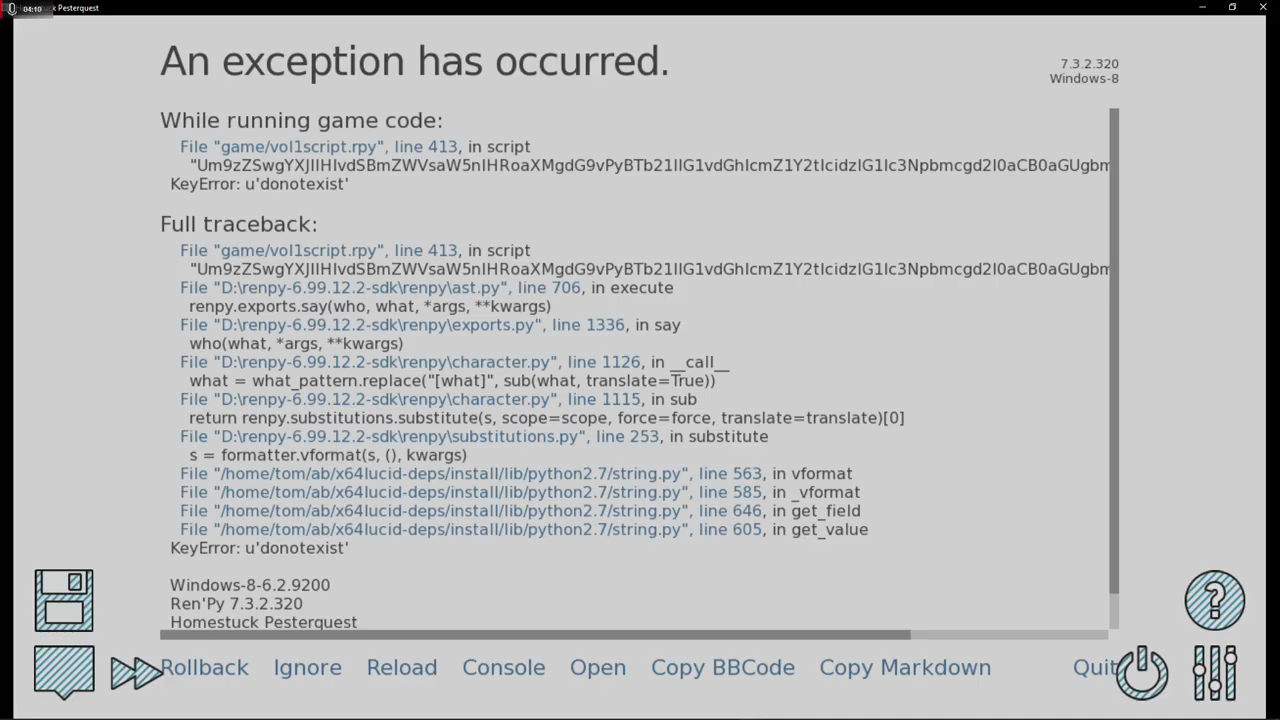 04:10 Pesterquest
An exception has occurred.
7.3.2.320
Windows-8
While running game code:
File "game/vol1script.rpy", line 413, in script
KeyError: u'donotexist'
Full traceback:
File "game/vol1script.rpy", line 413, in script
File "D:\renpy-6.99.12.2-sdk\renpy\ast.py", line 706, in execute
renpy.exports.say(who, what, *args, **kwargs)
File "D:\renpy-6.99.12.2-sdk\renpy\exports.py", line 1336, in say
who(what, *args, **kwargs)
File "D:\renpy-6.99.12.2-sdk\renpy\character.py", line 1126, in __call__
what = what_pattern.replace("[what]", sub(what, translate=True))
File "D:\renpy-6.99.12.2-sdk\renpy\character.py", line 1115, in sub
return renpy.substitutions.substitute(s, scope=scope, force=force, translate=translate)[0]
File "D:\renpy-6.99.12.2-sdk\renpy\substitutions.py", line 253, in substitute
s = formatter.vformat(s, (), kwargs)
File "/home/tom/ab/x64lucid-deps/install/lib/python2.7/string.py", line 563, in vformat
File "/home/tom/ab/x64lucid-deps/install/lib/python2.7/string.py", line 585, in _vformat
File "/home/tom/ab/x64lucid-deps/install/lib/python2.7/string.py", line 646, in get_field
File "/home/tom/ab/x64lucid-deps/install/lib/python2.7/string.py", line 605, in get_value
KeyError: u'donotexist'
Windows-8-6.2.9200
Ren'Py 7.3.2.320
Homestuck Pesterquest
Rollback Ignore Reload Console Open Copy BBCode Copy Markdown Quit